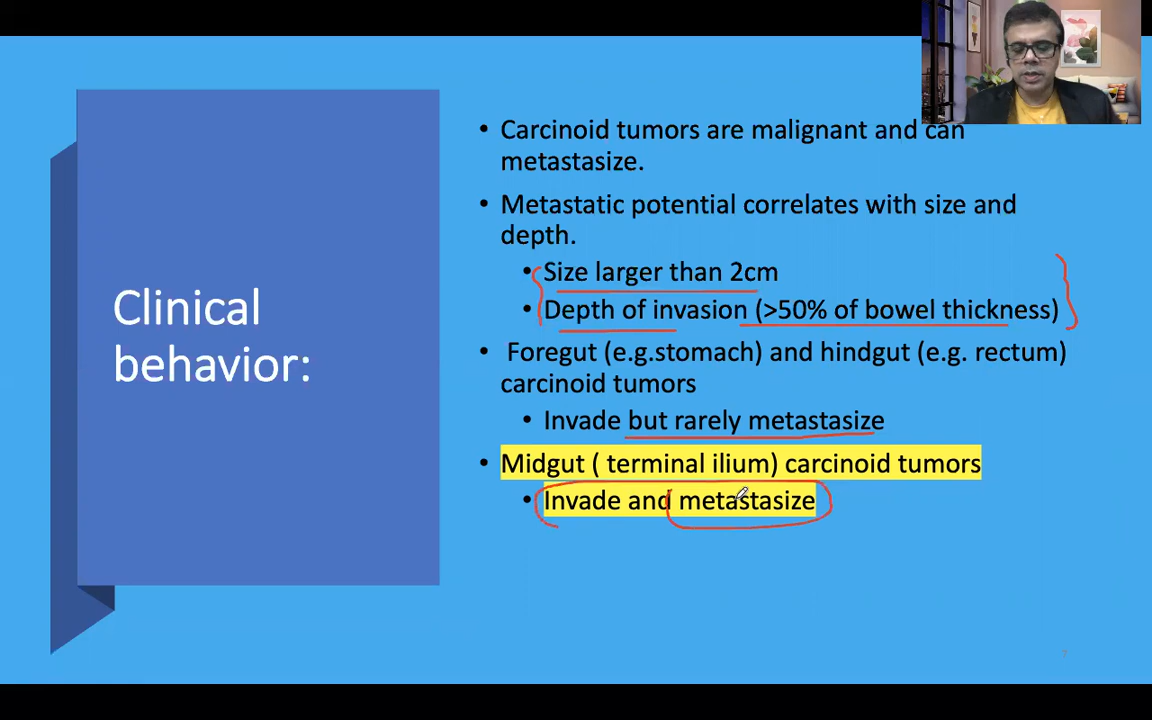 Clinical
behavior:
• Carcinoid tumors are malignant and can
metastasize.
• Metastatic potential correlates with size and
depth.
• Size larger than 2cm
• Depth of invasion (>50% of bowel thickness)
• Foregut (e.g.stomach) and hindgut (e.g. rectum)
carcinoid tumors
• Invade but rarely metastasize
• Midgut ( terminal ilium) carcinoid tumors
• Invade and metastasize
7